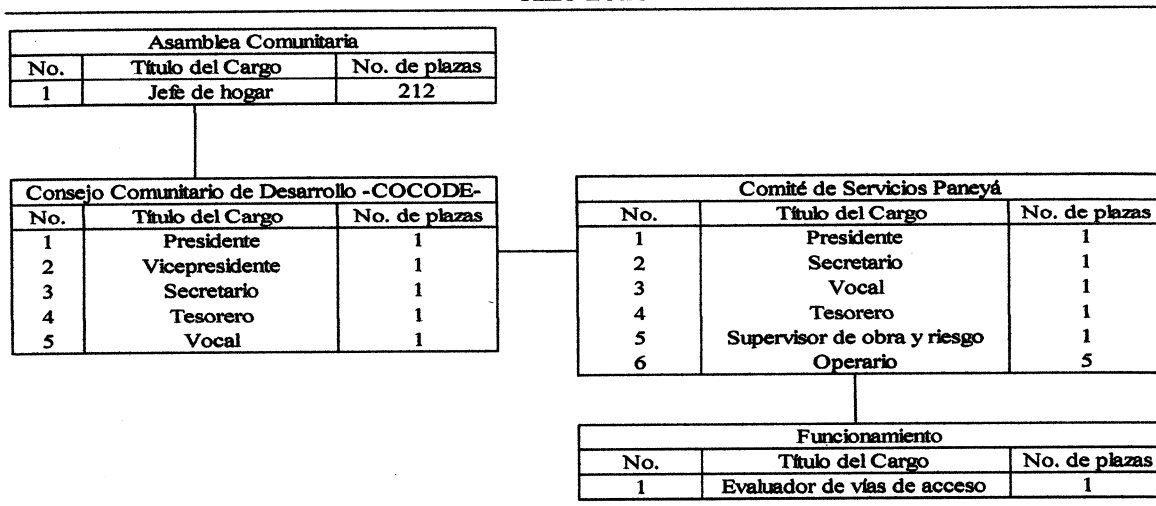 Asamblea Comunitaria
No. Título del Cargo No. de plazas
1 Jefe de hogar 212
Consejo Comunitario de Desarrollo -COCODE-
No. Título del Cargo No. de plazas
1 Presidente 1
2 Vicepresidente 1
3 Secretario 1
4 Tesorero 1
5 Vocal 1
Comité de Servicios Paneyá
No. Título del Cargo No. de plazas
1 Presidente 1
2 Secretario 1
3 Vocal 1
4 Tesorero 1
5 Supervisor de obra y riesgo 1
6 Operario 5
Funcionamiento
No. Título del Cargo No. de plazas
1 Evaluador de vías de acceso 1